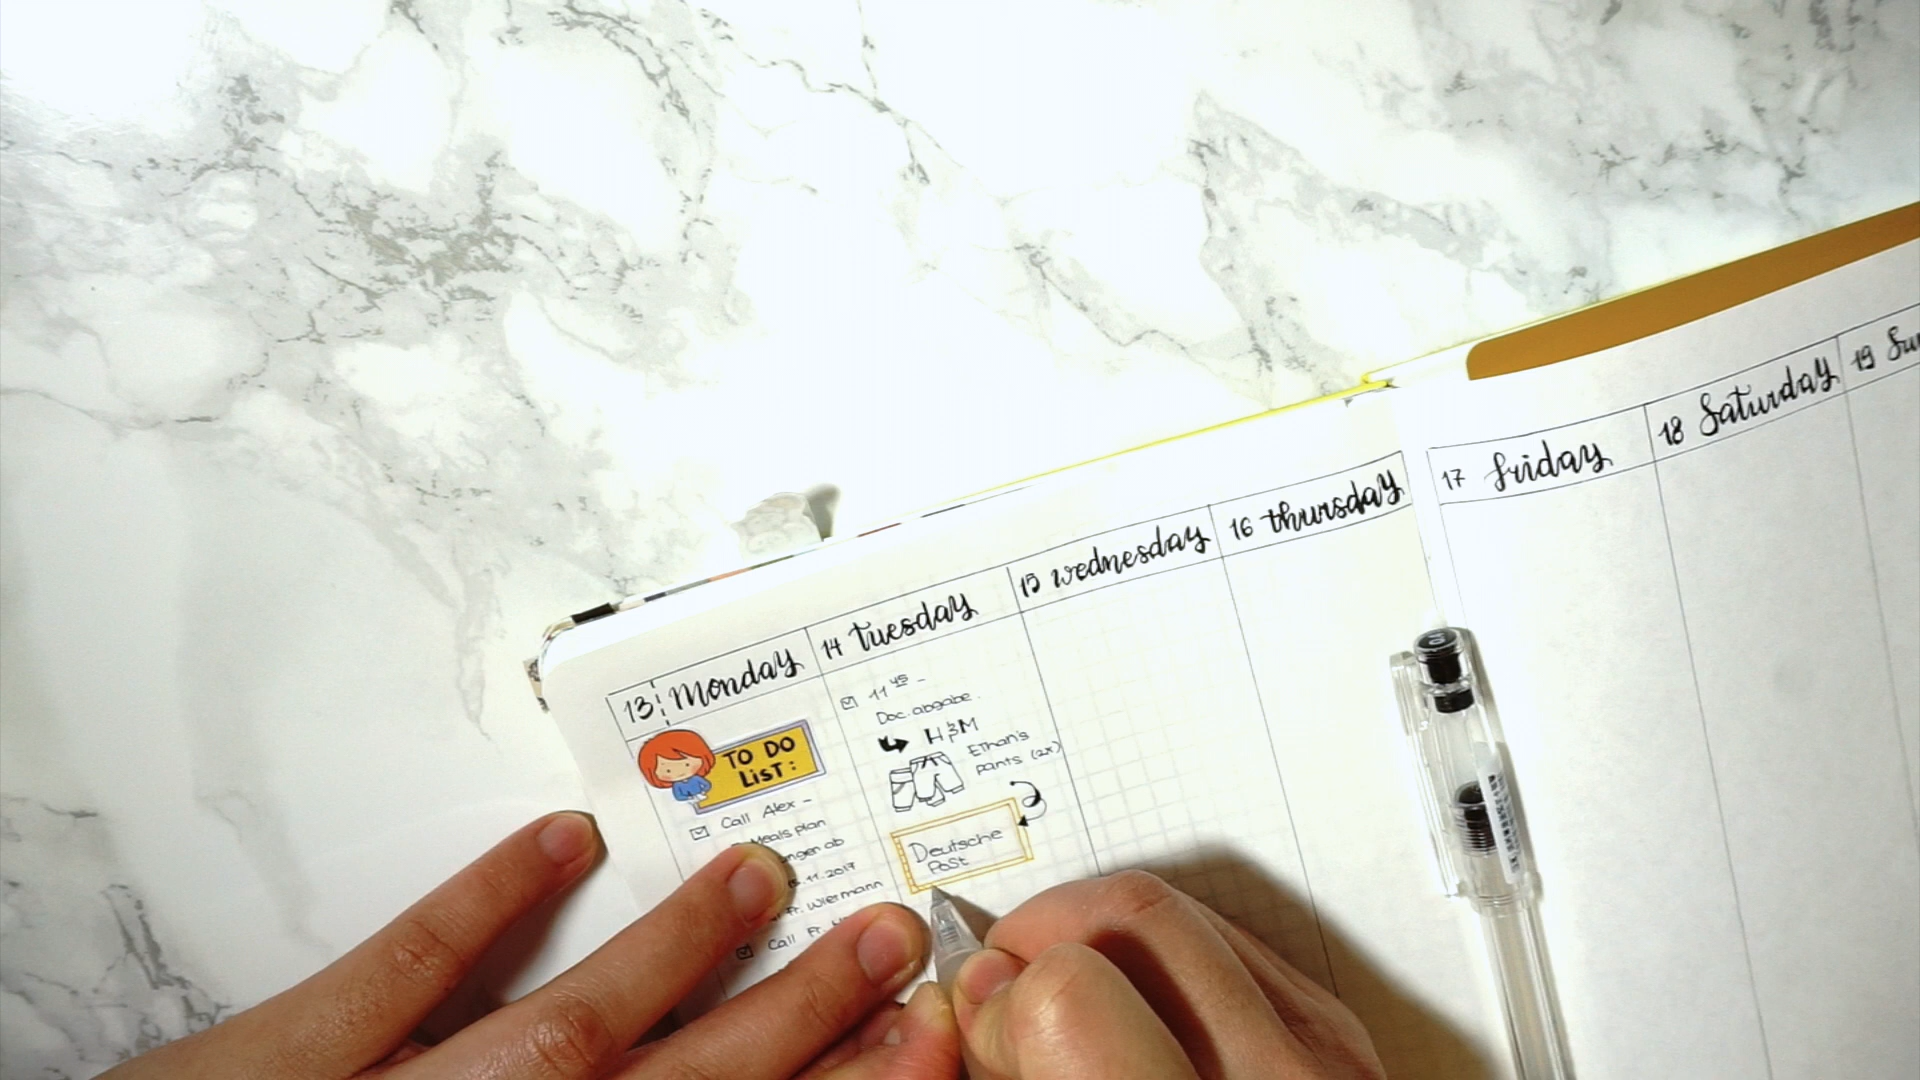 13 Monday
TO DO
LIST:
Call Alex -
Meals plan
11.2017
Fr. Wiermann
Call Fr.
14 Tuesday
11 45 -
Doc. abgabe.
H&M
Ethan's
pants (2x)
Deutsche
Post
15 Wednesday
16 Thursday
17 Friday
18 Saturday
19